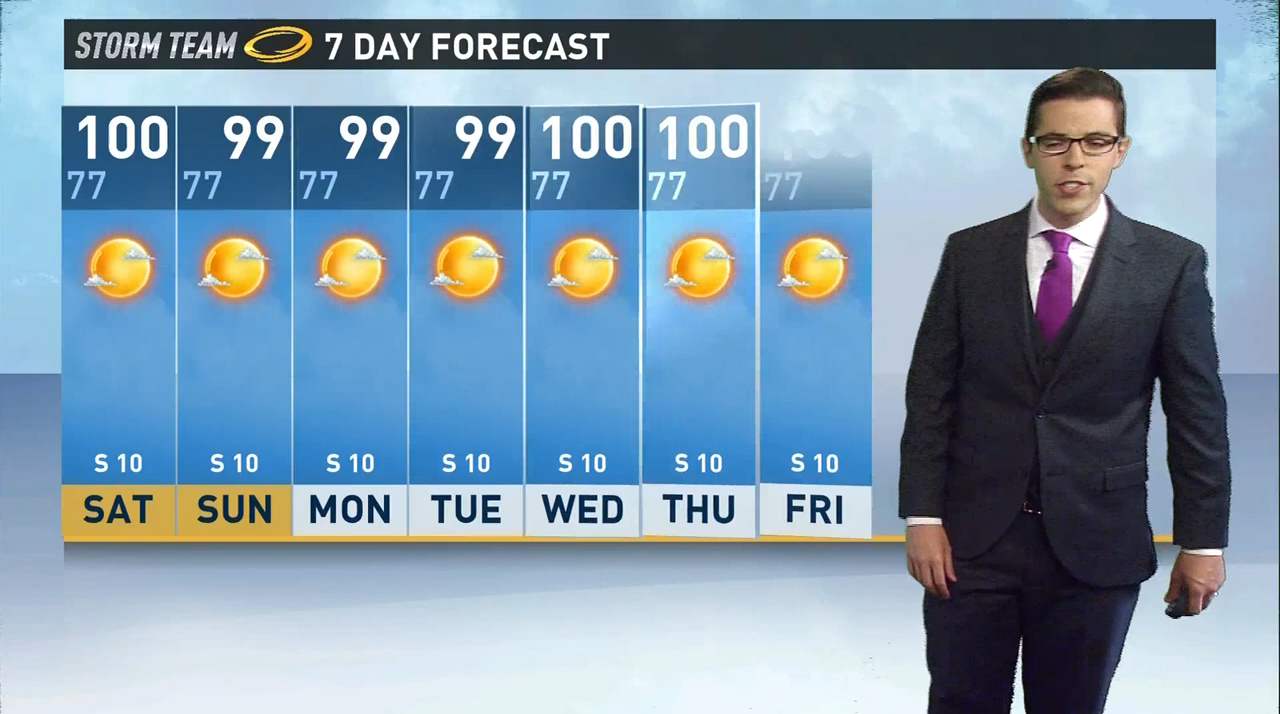 STORM TEAM 7 DAY FORECAST
100 99 99 99 100 100
77 77 77 77 77 77 77
S 10 S 10 S 10 S 10 S 10 S 10 S 10
SAT SUN MON TUE WED THU FRI